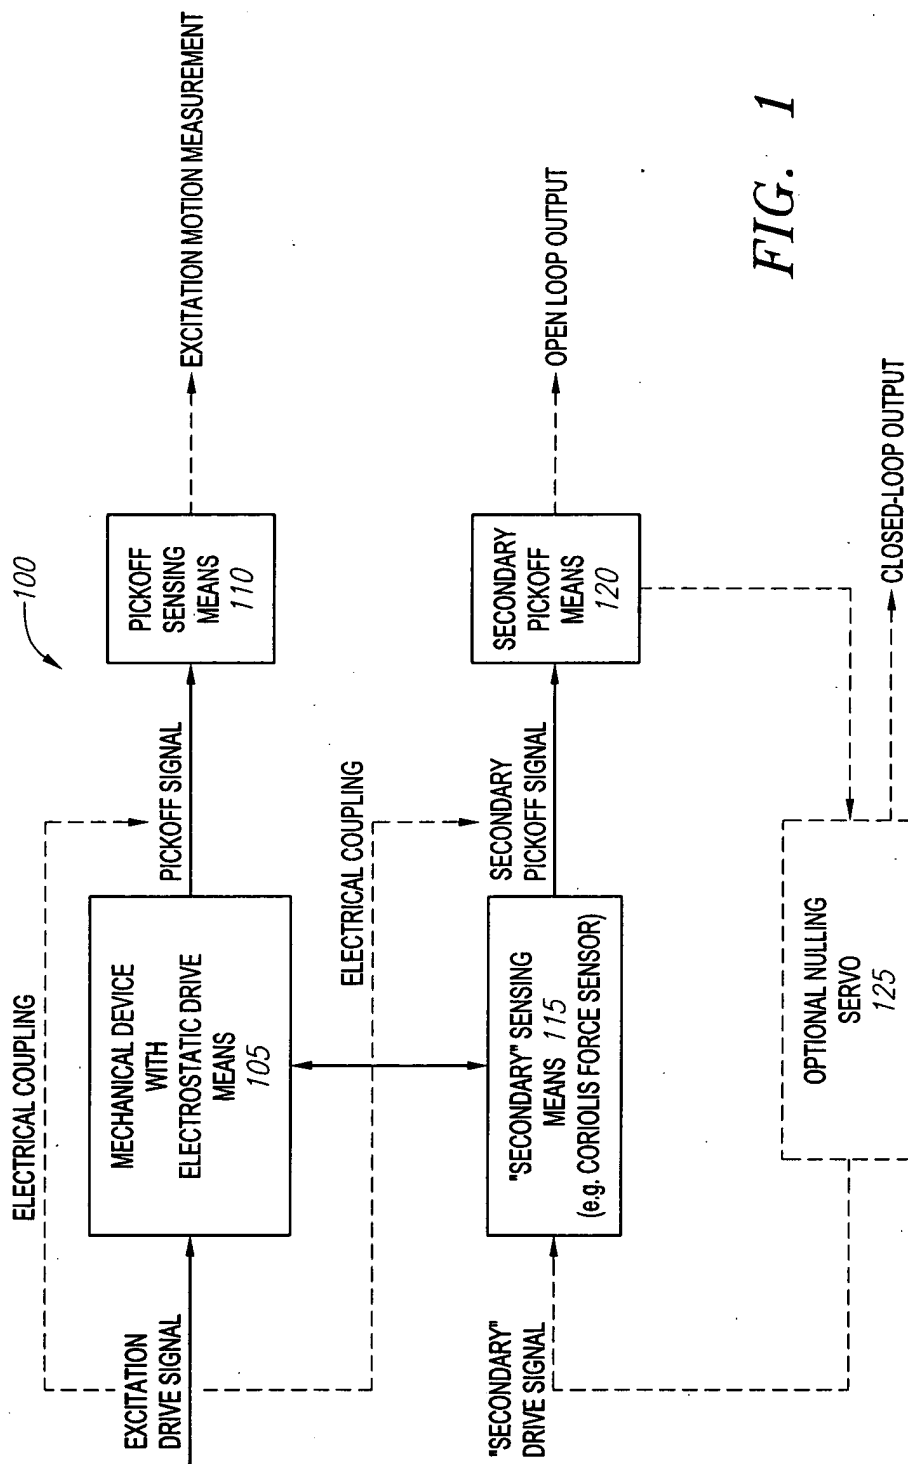 100
ELECTRICAL COUPLING
EXCITATION
DRIVE SIGNAL
MECHANICAL DEVICE
WITH
ELECTROSTATIC DRIVE
MEANS
105
PICKOFF SIGNAL
PICKOFF
SENSING
MEANS
110
EXCITATION MOTION MEASUREMENT
ELECTRICAL COUPLING
"SECONDARY"
DRIVE SIGNAL
"SECONDARY" SENSING
MEANS 115
(e.g. CORIOLIS FORCE SENSOR)
SECONDARY
PICKOFF SIGNAL
SECONDARY
PICKOFF
MEANS
120
OPEN LOOP OUTPUT
OPTIONAL NULLING
SERVO
125
CLOSED-LOOP OUTPUT
FIG. 1